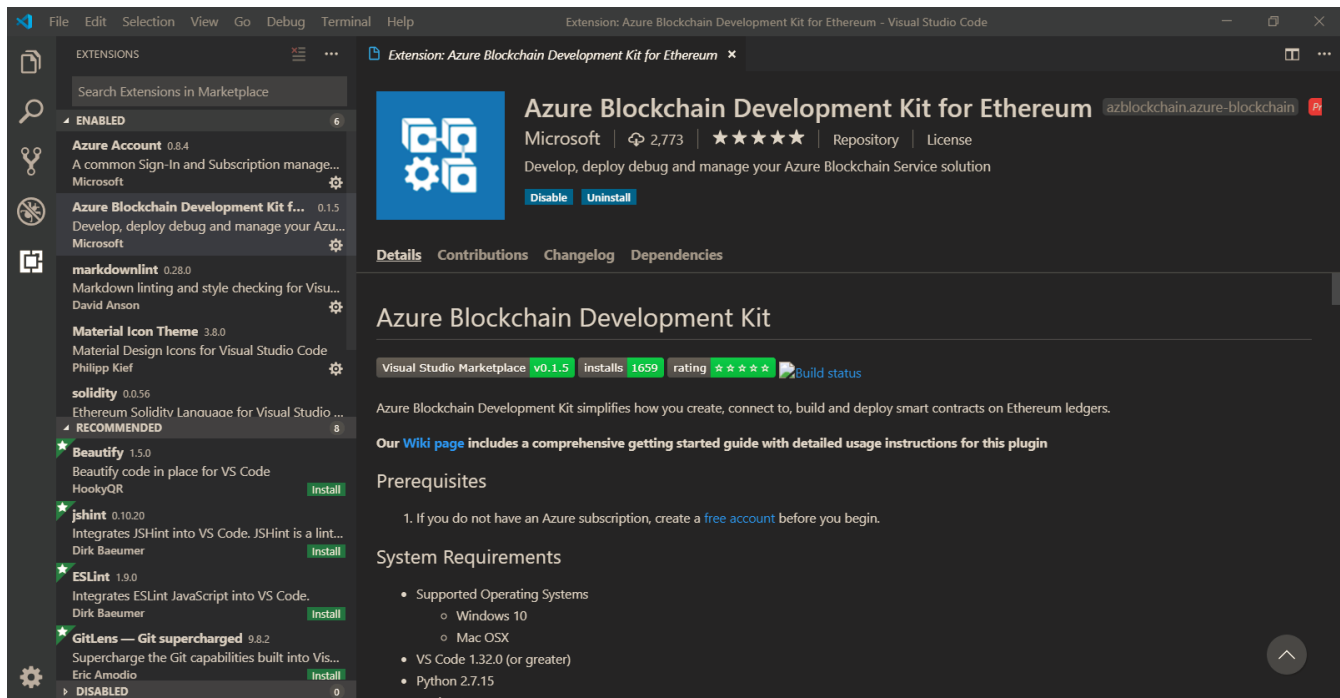 File Edit Selection View Go Debug Terminal Help Extension: Azure Blockchain Development Kit for Ethereum - Visual Studio Code
EXTENSIONS
Search Extensions in Marketplace
ENABLED 6
Azure Account 0.8.4
A common Sign-In and Subscription manage...
Microsoft
Azure Blockchain Development Kit f... 0.1.5
Develop, deploy debug and manage your Azu...
Microsoft
markdownlint 0.28.0
Markdown linting and style checking for Visu...
David Anson
Material Icon Theme 3.8.0
Material Design Icons for Visual Studio Code
Philipp Kief
solidity 0.0.56
Ethereum Solidity Language for Visual Studio ...
RECOMMENDED 8
Beautify 1.5.0
Beautify code in place for VS Code
HookyQR Install
jshint 0.10.20
Integrates JSHint into VS Code. JSHint is a lint...
Dirk Baeumer Install
ESLint 1.9.0
Integrates ESLint JavaScript into VS Code.
Dirk Baeumer Install
GitLens — Git supercharged 9.8.2
Supercharge the Git capabilities built into Vis...
Eric Amodio Install
DISABLED 0
Extension: Azure Blockchain Development Kit for Ethereum
Azure Blockchain Development Kit for Ethereum azblockchain.azure-blockchain Pr
Microsoft 2,773 ★★★★★ Repository License
Develop, deploy debug and manage your Azure Blockchain Service solution
Disable Uninstall
Details Contributions Changelog Dependencies
Azure Blockchain Development Kit
Visual Studio Marketplace v0.1.5 installs 1659 rating ★★★★★ Build status
Azure Blockchain Development Kit simplifies how you create, connect to, build and deploy smart contracts on Ethereum ledgers.
Our Wiki page includes a comprehensive getting started guide with detailed usage instructions for this plugin
Prerequisites
1. If you do not have an Azure subscription, create a free account before you begin.
System Requirements
• Supported Operating Systems
○ Windows 10
○ Mac OSX
• VS Code 1.32.0 (or greater)
• Python 2.7.15